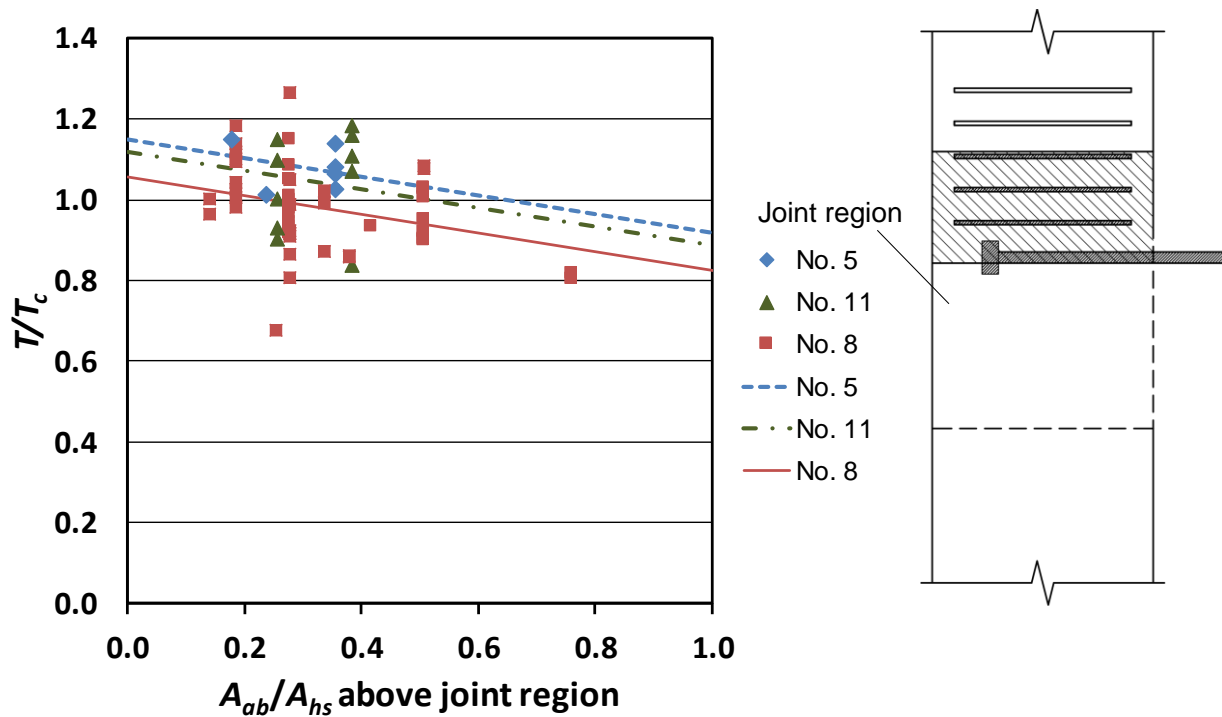 1.4
1.2
1.0
0.8
0.6
0.4
0.2
0.0
T/Tc
0.0 0.2 0.4 0.6 0.8 1.0
Aab/Ahs above joint region
Joint region
No. 5
No. 11
No. 8
No. 5
No. 11
No. 8